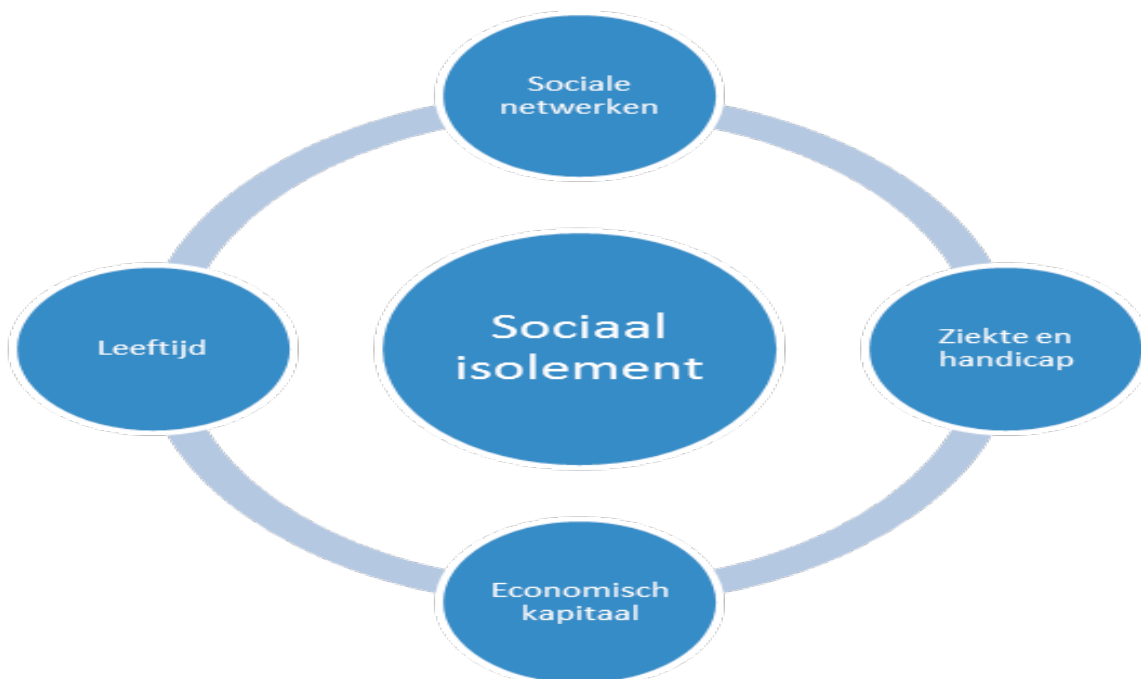 Sociale
netwerken
Leeftijd
Sociaal
isolement
Ziekte en
handicap
Economisch
kapitaal